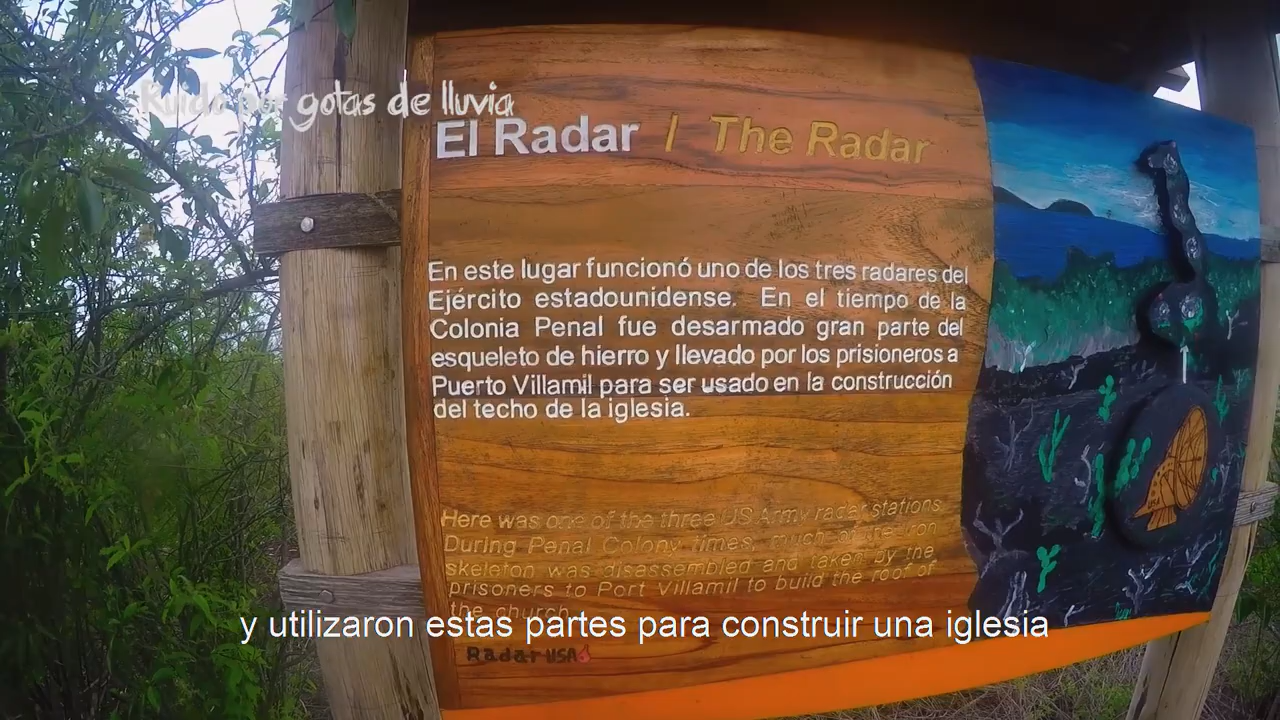 Ruido por gotas de lluvia
El Radar / The Radar
En este lugar funcionó uno de los tres radares del
Ejército estadounidense. En el tiempo de la
Colonia Penal fue desarmado gran parte del
esqueleto de hierro y llevado por los prisioneros a
Puerto Villamil para ser usado en la construcción
del techo de la iglesia.
Here was one of the three US Army radar stations.
During Penal Colony times, much of the iron
skeleton was disassembled and taken by the
prisoners to Port Villamil to build the roof of
the church.
y utilizaron estas partes para construir una iglesia
Radar USA